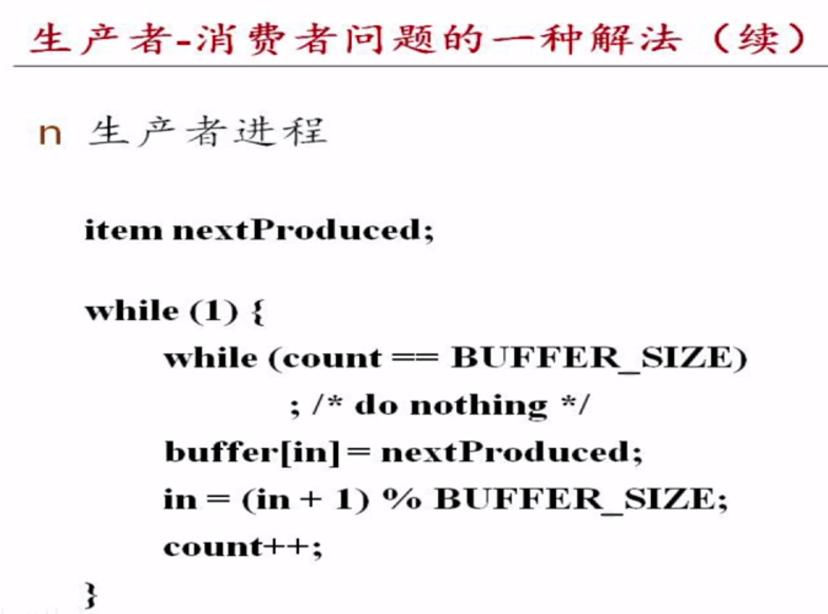 生产者-消费者问题的一种解法（续）
n 生产者进程
item nextProduced;
while (1) {
while (count == BUFFER_SIZE)
; /* do nothing */
buffer[in] = nextProduced;
in = (in + 1) % BUFFER_SIZE;
count++;
}